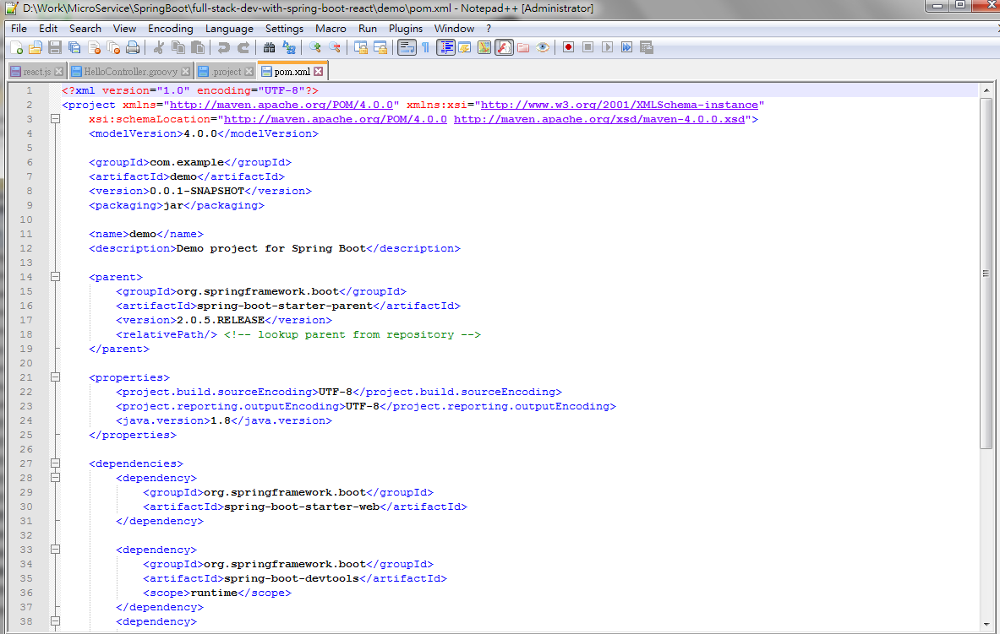 D:\Work\MicroService\SpringBoot\full-stack-dev-with-spring-boot-react\demo\pom.xml - Notepad++ [Administrator]
File Edit Search View Encoding Language Settings Macro Run Plugins Window ?
react.js HelloController.groovy .project pom.xml
1 <?xml version="1.0" encoding="UTF-8"?>
2 <project xmlns="http://maven.apache.org/POM/4.0.0" xmlns:xsi="http://www.w3.org/2001/XMLSchema-instance"
3     xsi:schemaLocation="http://maven.apache.org/POM/4.0.0 http://maven.apache.org/xsd/maven-4.0.0.xsd">
4     <modelVersion>4.0.0</modelVersion>
5
6     <groupId>com.example</groupId>
7     <artifactId>demo</artifactId>
8     <version>0.0.1-SNAPSHOT</version>
9     <packaging>jar</packaging>
10
11     <name>demo</name>
12     <description>Demo project for Spring Boot</description>
13
14     <parent>
15         <groupId>org.springframework.boot</groupId>
16         <artifactId>spring-boot-starter-parent</artifactId>
17         <version>2.0.5.RELEASE</version>
18         <relativePath/> <!-- lookup parent from repository -->
19     </parent>
20
21     <properties>
22         <project.build.sourceEncoding>UTF-8</project.build.sourceEncoding>
23         <project.reporting.outputEncoding>UTF-8</project.reporting.outputEncoding>
24         <java.version>1.8</java.version>
25     </properties>
26
27     <dependencies>
28         <dependency>
29             <groupId>org.springframework.boot</groupId>
30             <artifactId>spring-boot-starter-web</artifactId>
31         </dependency>
32
33         <dependency>
34             <groupId>org.springframework.boot</groupId>
35             <artifactId>spring-boot-devtools</artifactId>
36             <scope>runtime</scope>
37         </dependency>
38         <dependency>